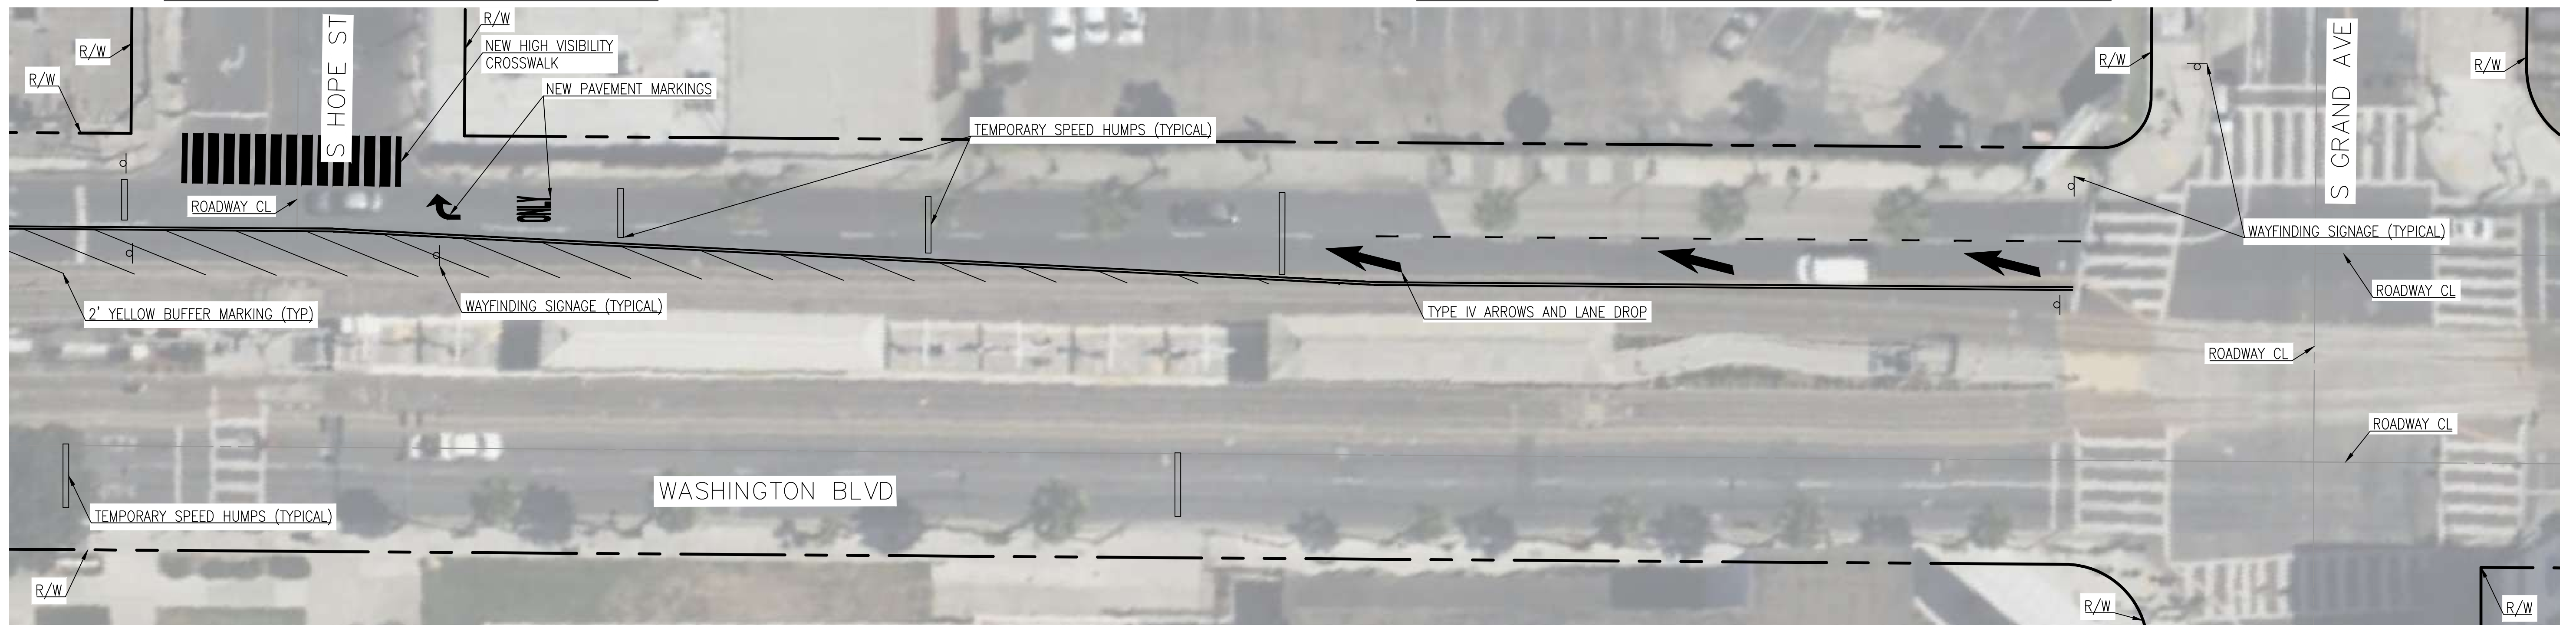 R/W
R/W
S HOPE ST
R/W
NEW HIGH VISIBILITY
CROSSWALK
NEW PAVEMENT MARKINGS
TEMPORARY SPEED HUMPS (TYPICAL)
R/W
S GRAND AVE
R/W
ROADWAY CL
ONLY
WAYFINDING SIGNAGE (TYPICAL)
ROADWAY CL
2' YELLOW BUFFER MARKING (TYP)
WAYFINDING SIGNAGE (TYPICAL)
TYPE IV ARROWS AND LANE DROP
ROADWAY CL
ROADWAY CL
WASHINGTON BLVD
TEMPORARY SPEED HUMPS (TYPICAL)
R/W
R/W
R/W